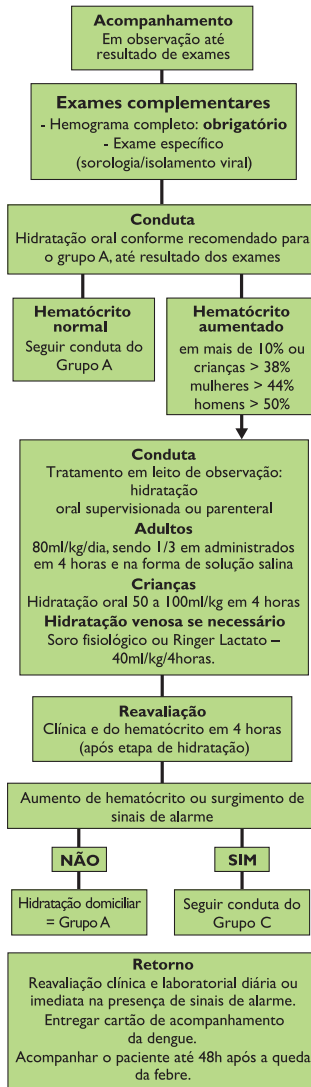 Acompanhamento
Em observação até
resultado de exames
Exames complementares
- Hemograma completo: obrigatório
- Exame específico
(sorologia/isolamento viral)
Conduta
Hidratação oral conforme recomendado para
o grupo A, até resultado dos exames
Hematócrito
normal
Seguir conduta do
Grupo A
Hematócrito
aumentado
em mais de 10% ou
crianças > 38%
mulheres > 44%
homens > 50%
Conduta
Tratamento em leito de observação:
hidratação
oral supervisionada ou parenteral
Adultos
80ml/kg/dia, sendo 1/3 em administrados
em 4 horas e na forma de solução salina
Crianças
Hidratação oral 50 a 100ml/kg em 4 horas
Hidratação venosa se necessário
Soro fisiológico ou Ringer Lactato –
40ml/kg/4horas.
Reavaliação
Clínica e do hematócrito em 4 horas
(após etapa de hidratação)
Aumento de hematócrito ou surgimento de
sinais de alarme
NÃO
SIM
Hidratação domiciliar
= Grupo A
Seguir conduta do
Grupo C
Retorno
Reavaliação clínica e laboratorial diária ou
imediata na presença de sinais de alarme.
Entregar cartão de acompanhamento
da dengue.
Acompanhar o paciente até 48h após a queda
da febre.